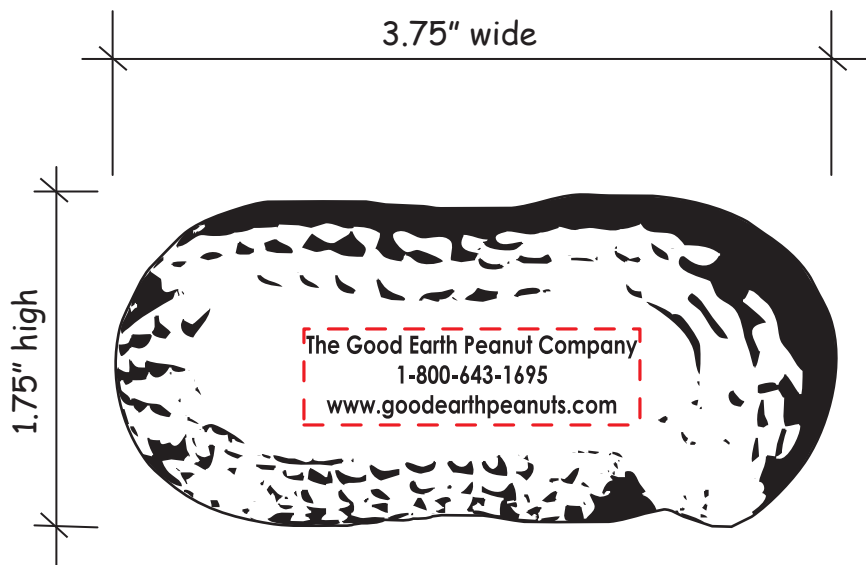 3.75" wide
1.75" high
The Good Earth Peanut Company
1-800-643-1695
www.goodearthpeanuts.com